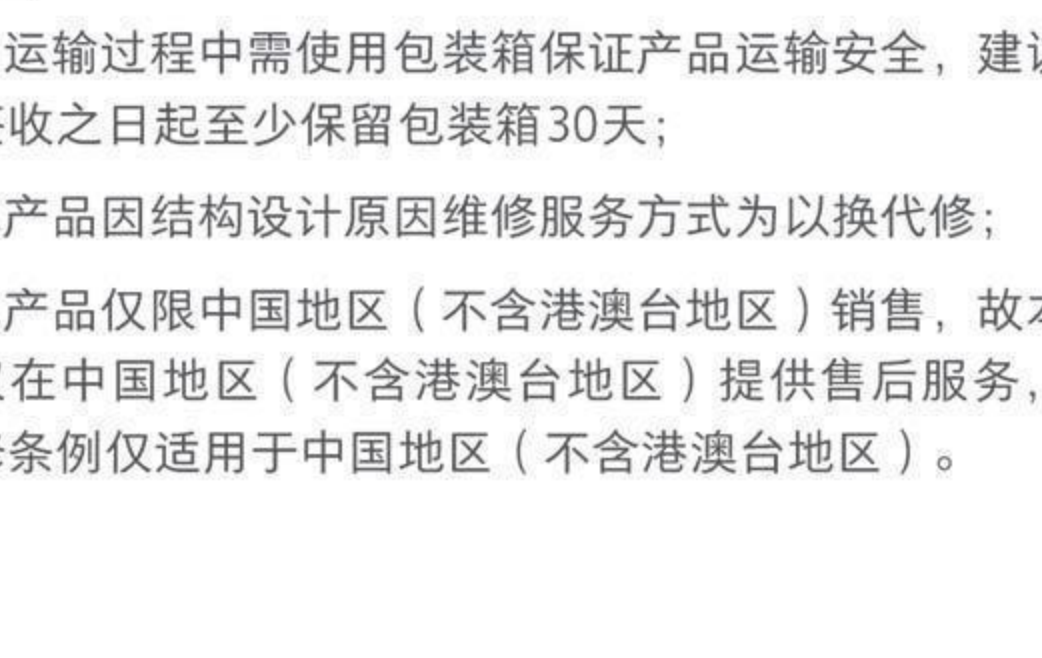 运输过程中需使用包装箱保证产品运输安全，建
收之日起至少保留包装箱30天；
产品因结构设计原因维修服务方式为以换代修；
产品仅限中国地区（不含港澳台地区）销售，故
在中国地区（不含港澳台地区）提供售后服务，
条例仅适用于中国地区（不含港澳台地区）。